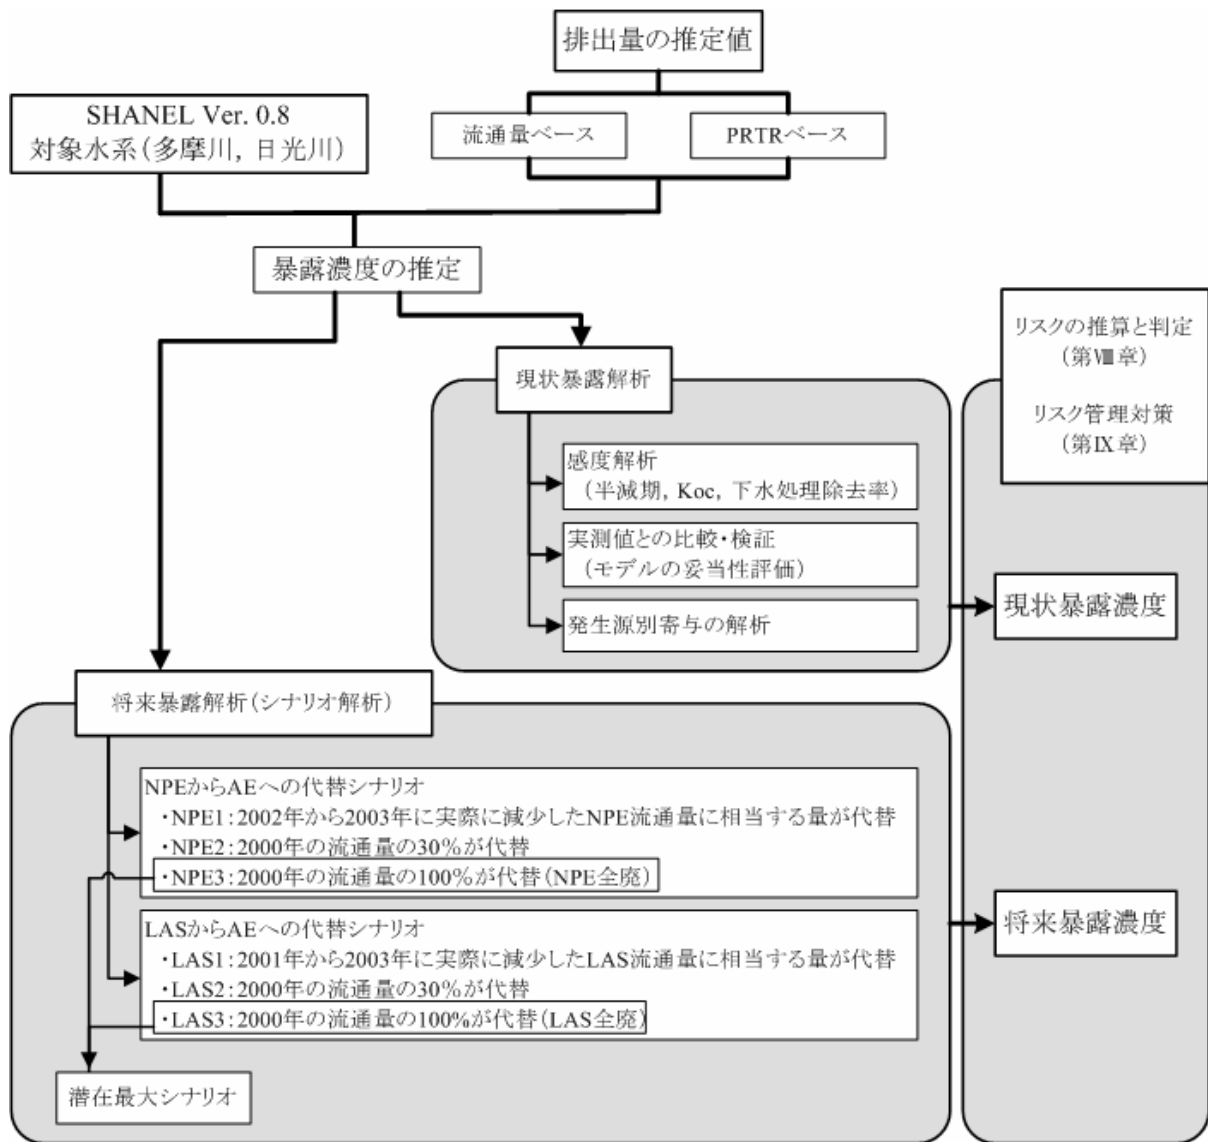 排出量の推定値
SHANEL Ver. 0.8
対象水系(多摩川, 日光川)
流通量ベース
PRTRベース
暴露濃度の推定
リスクの推算と判定
(第Ⅷ章)
リスク管理対策
(第Ⅸ章)
現状暴露解析
感度解析
(半減期, Koc, 下水処理除去率)
実測値との比較・検証
(モデルの妥当性評価)
発生源別寄与の解析
現状暴露濃度
将来暴露解析(シナリオ解析)
NPEからAEへの代替シナリオ
・NPE1:2002年から2003年に実際に減少したNPE流通量に相当する量が代替
・NPE2:2000年の流通量の30%が代替
・NPE3:2000年の流通量の100%が代替(NPE全廃)
LASからAEへの代替シナリオ
・LAS1:2001年から2003年に実際に減少したLAS流通量に相当する量が代替
・LAS2:2000年の流通量の30%が代替
・LAS3:2000年の流通量の100%が代替(LAS全廃)
将来暴露濃度
潜在最大シナリオ